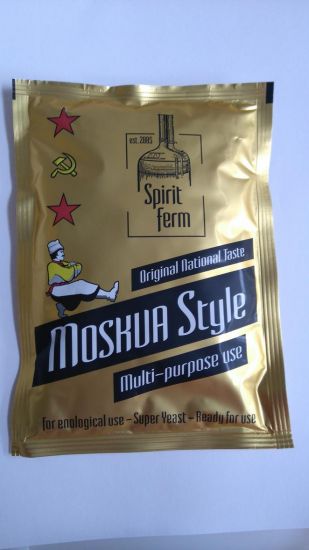 est. 2005
Spirit
ferm
Original National Taste
Moskva Style
Multi-purpose use
For enological use – Super Yeast – Ready for use